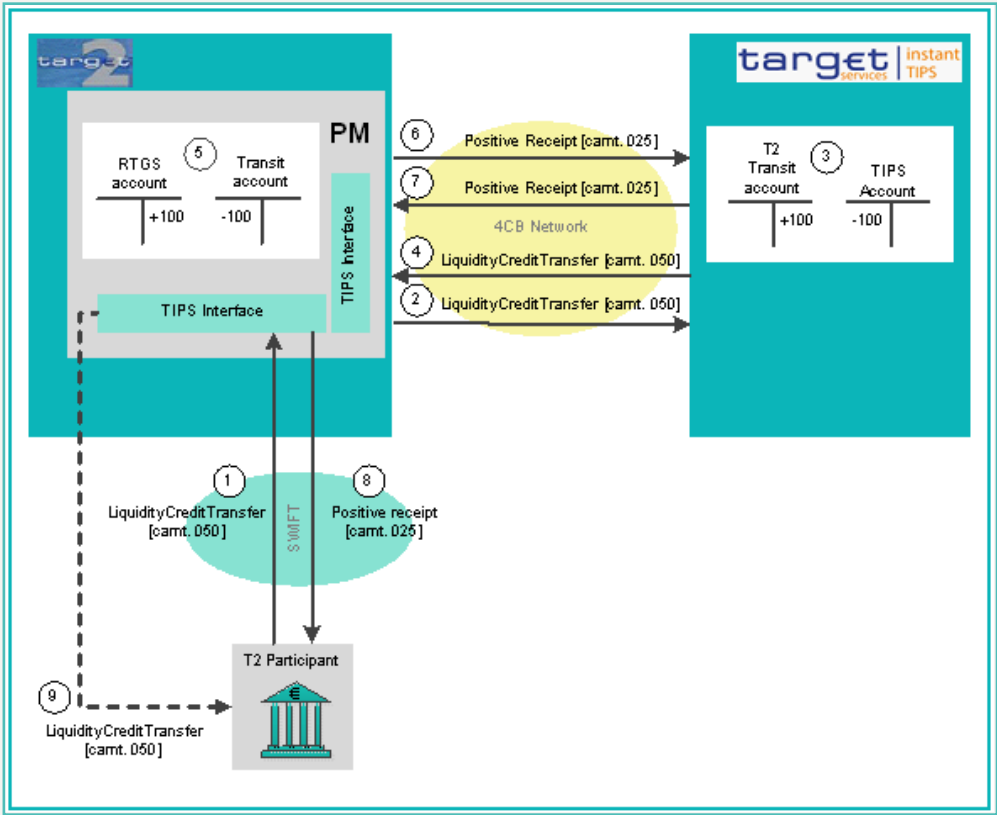 target
2
target
services
instant
TIPS
PM
5
RTGS
account
+100
Transit
account
-100
TIPS Interface
TIPS Interface
6
Positive Receipt [camt. 025]
7
Positive Receipt [camt. 025]
4CB Network
4
LiquidityCreditTransfer [camt. 050]
2
LiquidityCreditTransfer [camt. 050]
T2
Transit
account
+100
3
TIPS
Account
-100
1
LiquidityCreditTransfer
[camt. 050]
SWIFT
8
Positive receipt
[camt. 025]
T2 Participant
€
9
LiquidityCreditTransfer
[camt. 050]